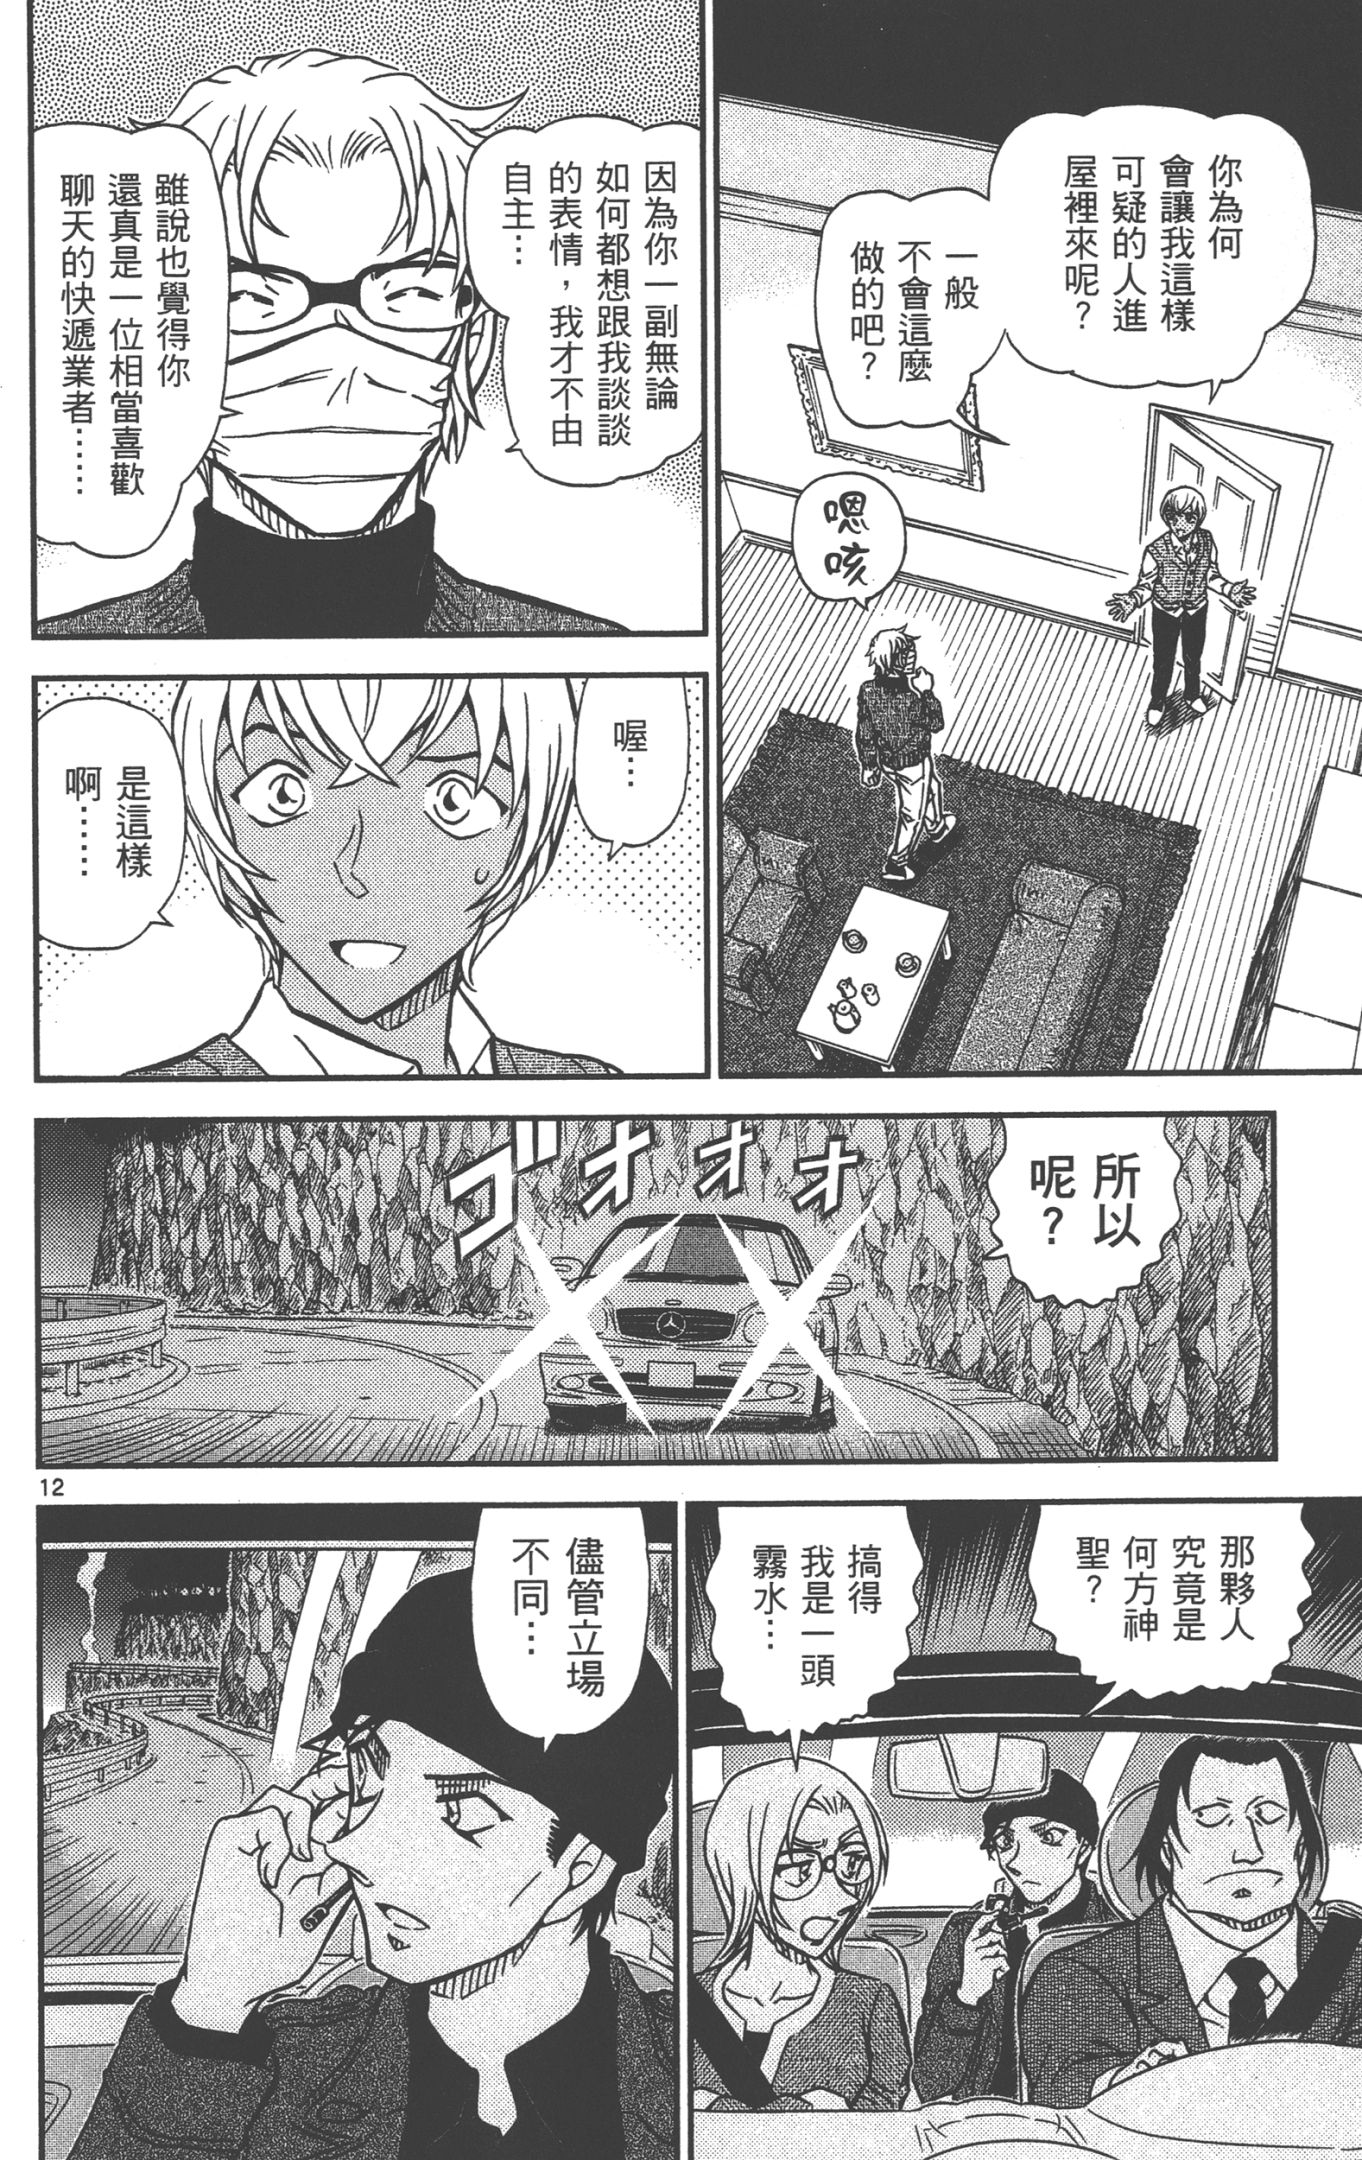 你為何
會讓我這樣
可疑的人進
屋裡來呢？
一般
不會這麼
做的吧？
嗯
咳
因為你一副無論
如何都想跟我談談
的表情，我才不由
自主…
雖說也覺得你
還真是一位相當喜歡
聊天的快遞業者……
喔…
是這樣
啊……
所以
呢？
ゴォォォ
12
那夥人
究竟是
何方神
聖？
搞得
我是一頭
霧水…
儘管立場
不同…